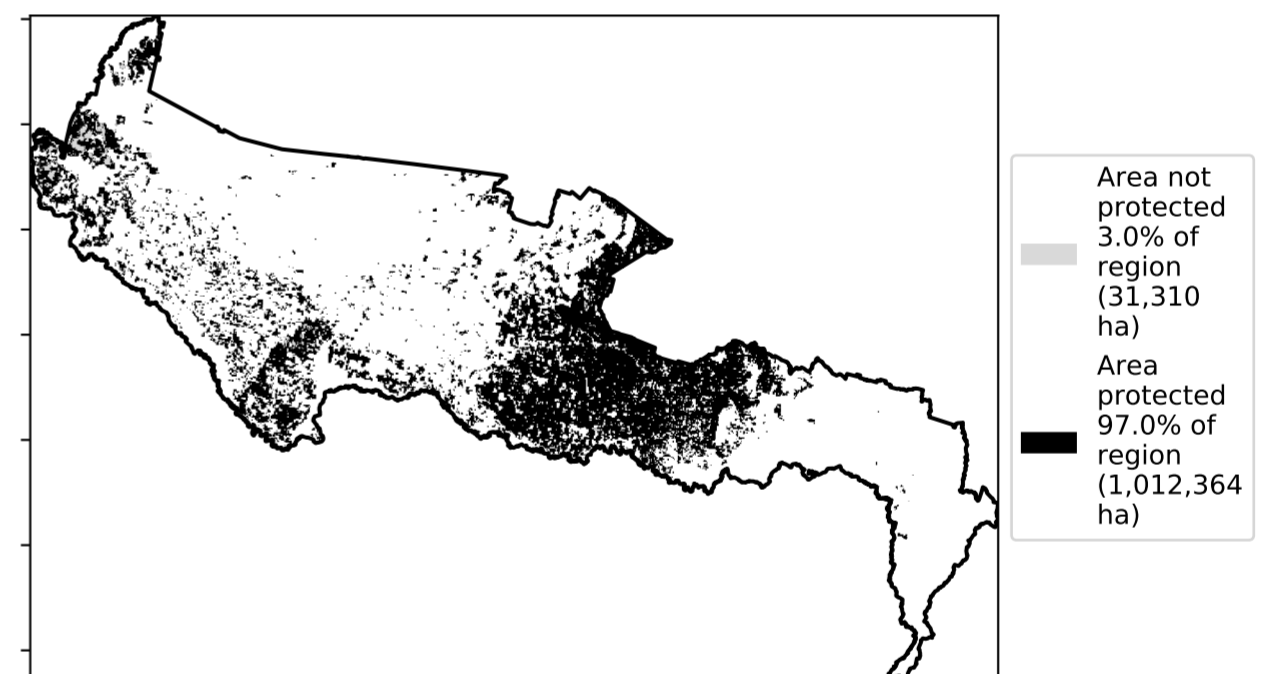 Area not
protected
3.0% of
region
(31,310
ha)
Area
protected
97.0% of
region
(1,012,364
ha)